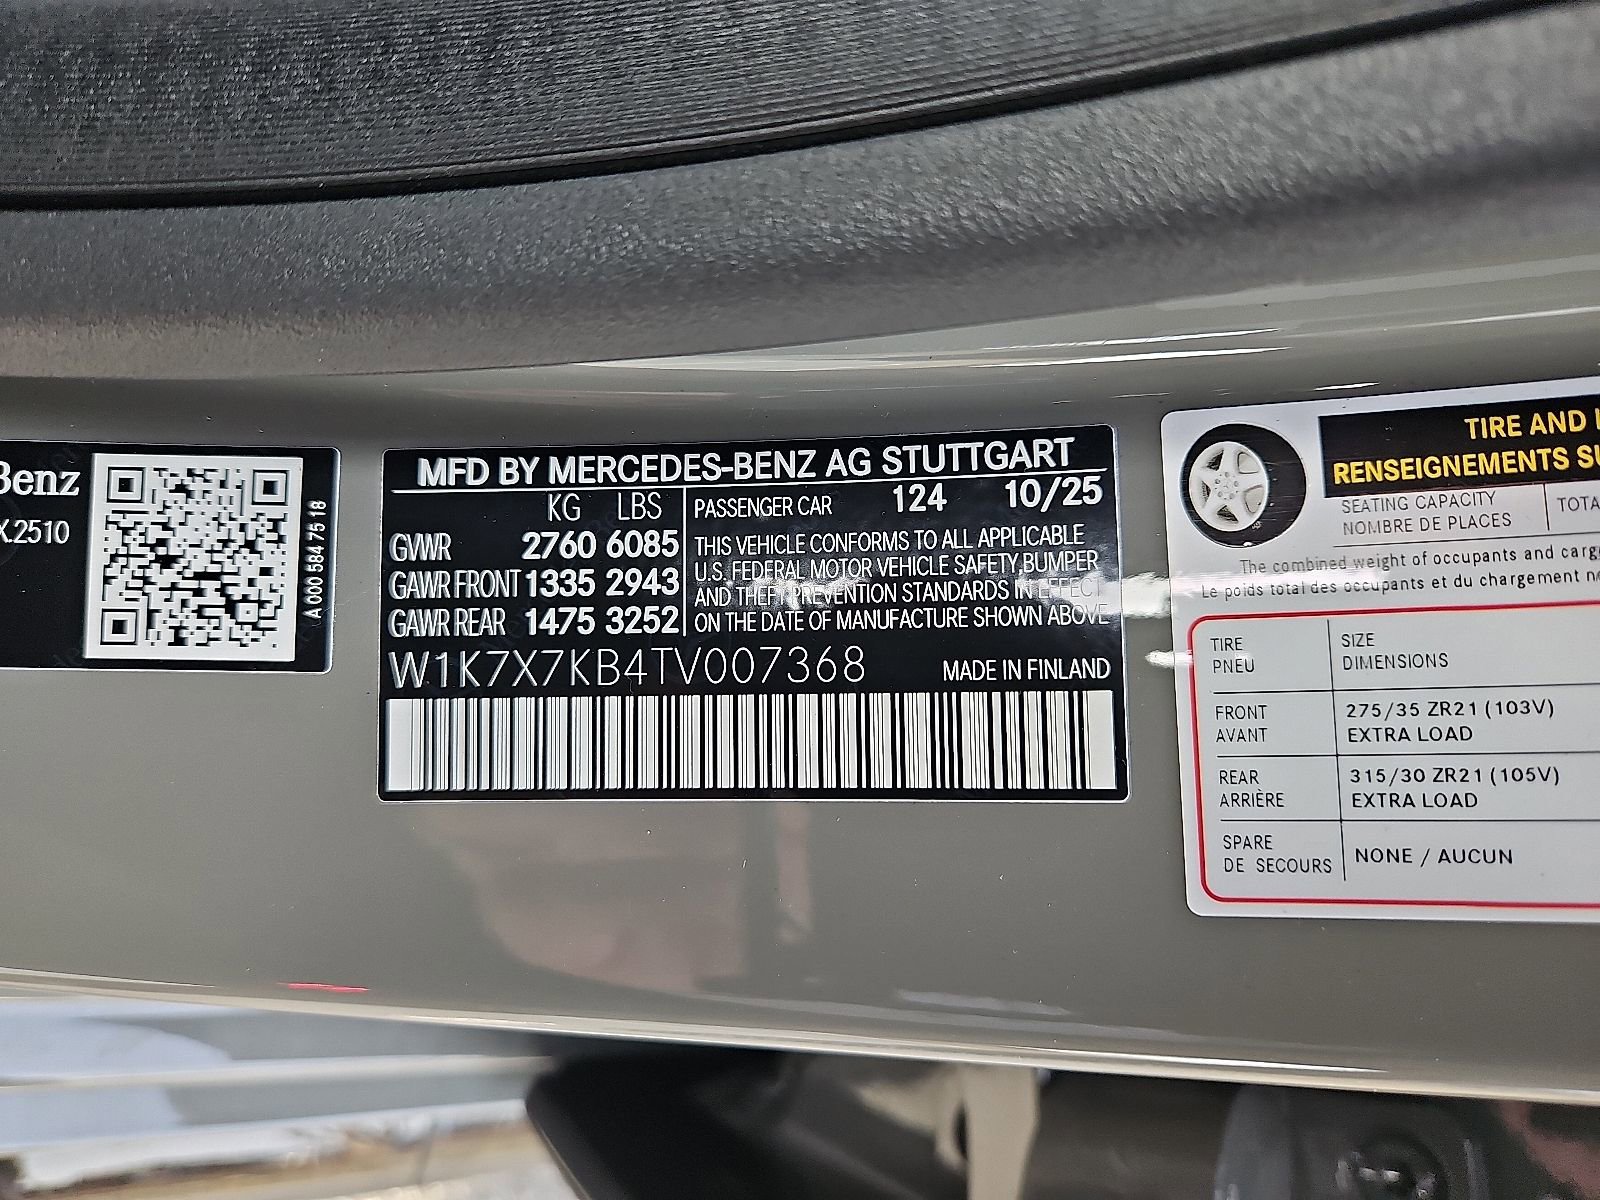 Benz
X.2510
A 000 584 75 18
MFD BY MERCEDES-BENZ AG STUTTGART
KG LBS
GVWR 2760 6085
GAWR FRONT 1335 2943
GAWR REAR 1475 3252
PASSENGER CAR 124 10/25
THIS VEHICLE CONFORMS TO ALL APPLICABLE
U.S. FEDERAL MOTOR VEHICLE SAFETY, BUMPER
AND THEFT PREVENTION STANDARDS IN EFFECT
ON THE DATE OF MANUFACTURE SHOWN ABOVE
W1K7X7KB4TV007368 MADE IN FINLAND
TIRE AND
RENSEIGNEMENTS
SEATING CAPACITY
NOMBRE DE PLACES
TOTA
The combined weight of occupants and carg
Le poids total des occupants et du chargement
TIRE
PNEU
SIZE
DIMENSIONS
FRONT
AVANT
275/35 ZR21 (103V)
EXTRA LOAD
REAR
ARRIÈRE
315/30 ZR21 (105V)
EXTRA LOAD
SPARE
DE SECOURS
NONE / AUCUN